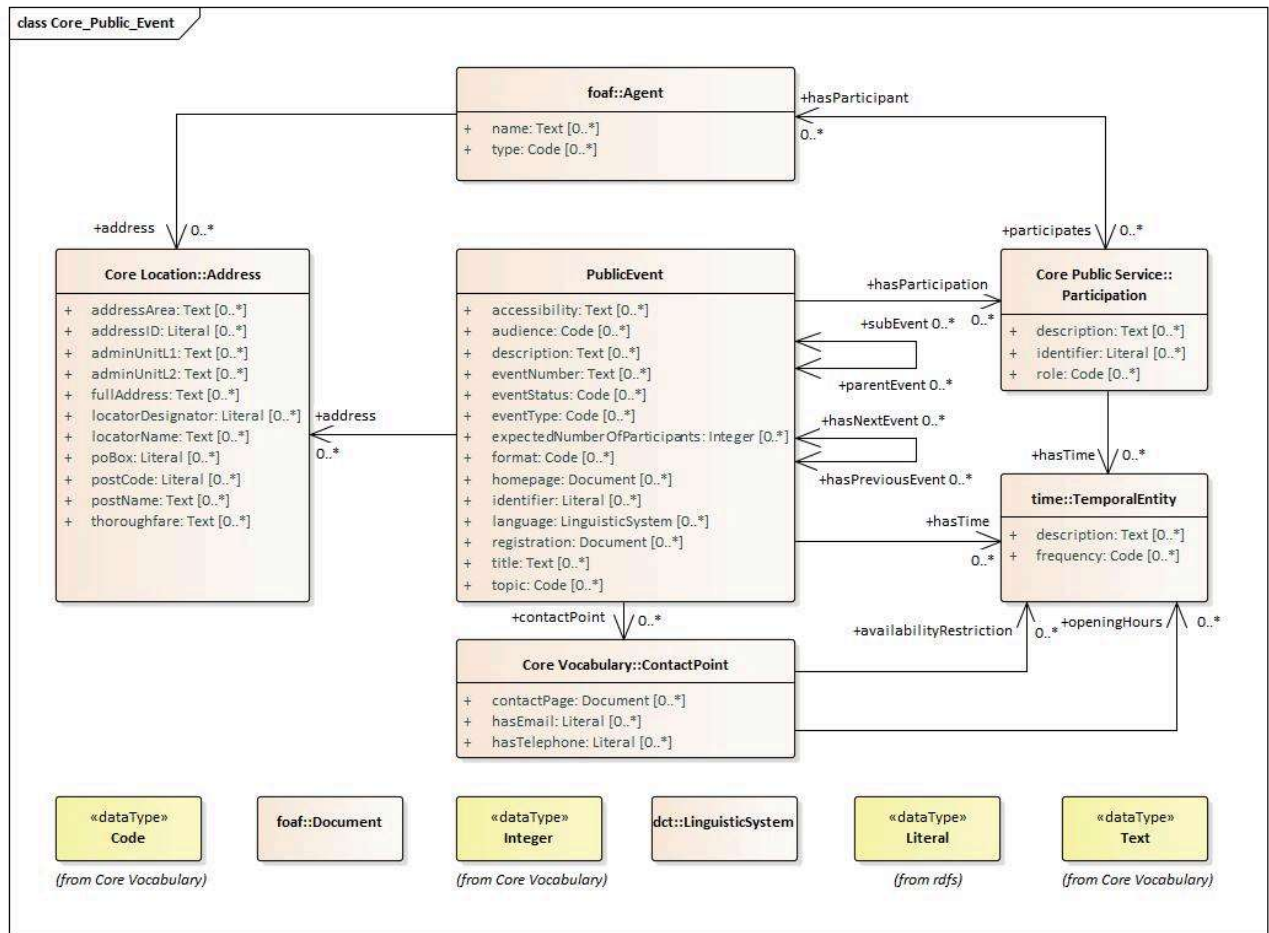 class Core_Public_Event
foaf::Agent
+ name: Text [0..*]
+ type: Code [0..*]
+hasParticipant
0..*
+address 0..*
+participates 0..*
Core Location::Address
+ addressArea: Text [0..*]
+ addressID: Literal [0..*]
+ adminUnitL1: Text [0..*]
+ adminUnitL2: Text [0..*]
+ fullAddress: Text [0..*]
+ locatorDesignator: Literal [0..*]
+ locatorName: Text [0..*]
+ poBox: Literal [0..*]
+ postCode: Literal [0..*]
+ postName: Text [0..*]
+ thoroughfare: Text [0..*]
+address
0..*
PublicEvent
+ accessibility: Text [0..*]
+ audience: Code [0..*]
+ description: Text [0..*]
+ eventNumber: Text [0..*]
+ eventStatus: Code [0..*]
+ eventType: Code [0..*]
+ expectedNumberOfParticipants: Integer [0..*]
+ format: Code [0..*]
+ homepage: Document [0..*]
+ identifier: Literal [0..*]
+ language: LinguisticSystem [0..*]
+ registration: Document [0..*]
+ title: Text [0..*]
+ topic: Code [0..*]
+hasParticipation
0..*
+subEvent 0..*
+parentEvent 0..*
+hasNextEvent 0..*
+hasPreviousEvent 0..*
+hasTime
0..*
Core Public Service::
Participation
+ description: Text [0..*]
+ identifier: Literal [0..*]
+ role: Code [0..*]
+hasTime 0..*
time::TemporalEntity
+ description: Text [0..*]
+ frequency: Code [0..*]
+contactPoint 0..*
+availabilityRestriction 0..*
+openingHours 0..*
Core Vocabulary::ContactPoint
+ contactPage: Document [0..*]
+ hasEmail: Literal [0..*]
+ hasTelephone: Literal [0..*]
«dataType»
Code
(from Core Vocabulary)
foaf::Document
«dataType»
Integer
(from Core Vocabulary)
dct::LinguisticSystem
«dataType»
Literal
(from rdfs)
«dataType»
Text
(from Core Vocabulary)